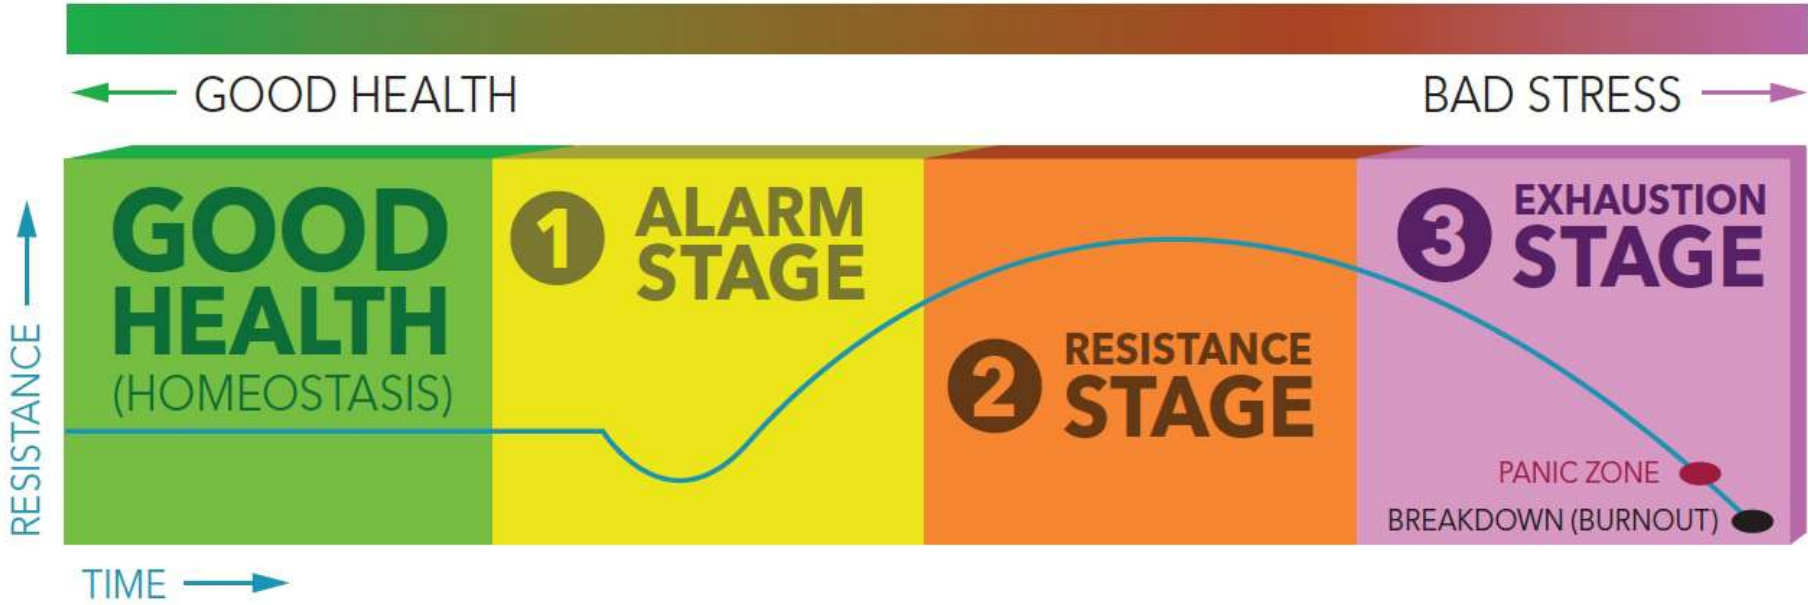 GOOD HEALTH
BAD STRESS
GOOD
HEALTH
(HOMEOSTASIS)
1
ALARM
STAGE
2
RESISTANCE
STAGE
3
EXHAUSTION
STAGE
PANIC ZONE
BREAKDOWN (BURNOUT)
RESISTANCE
TIME